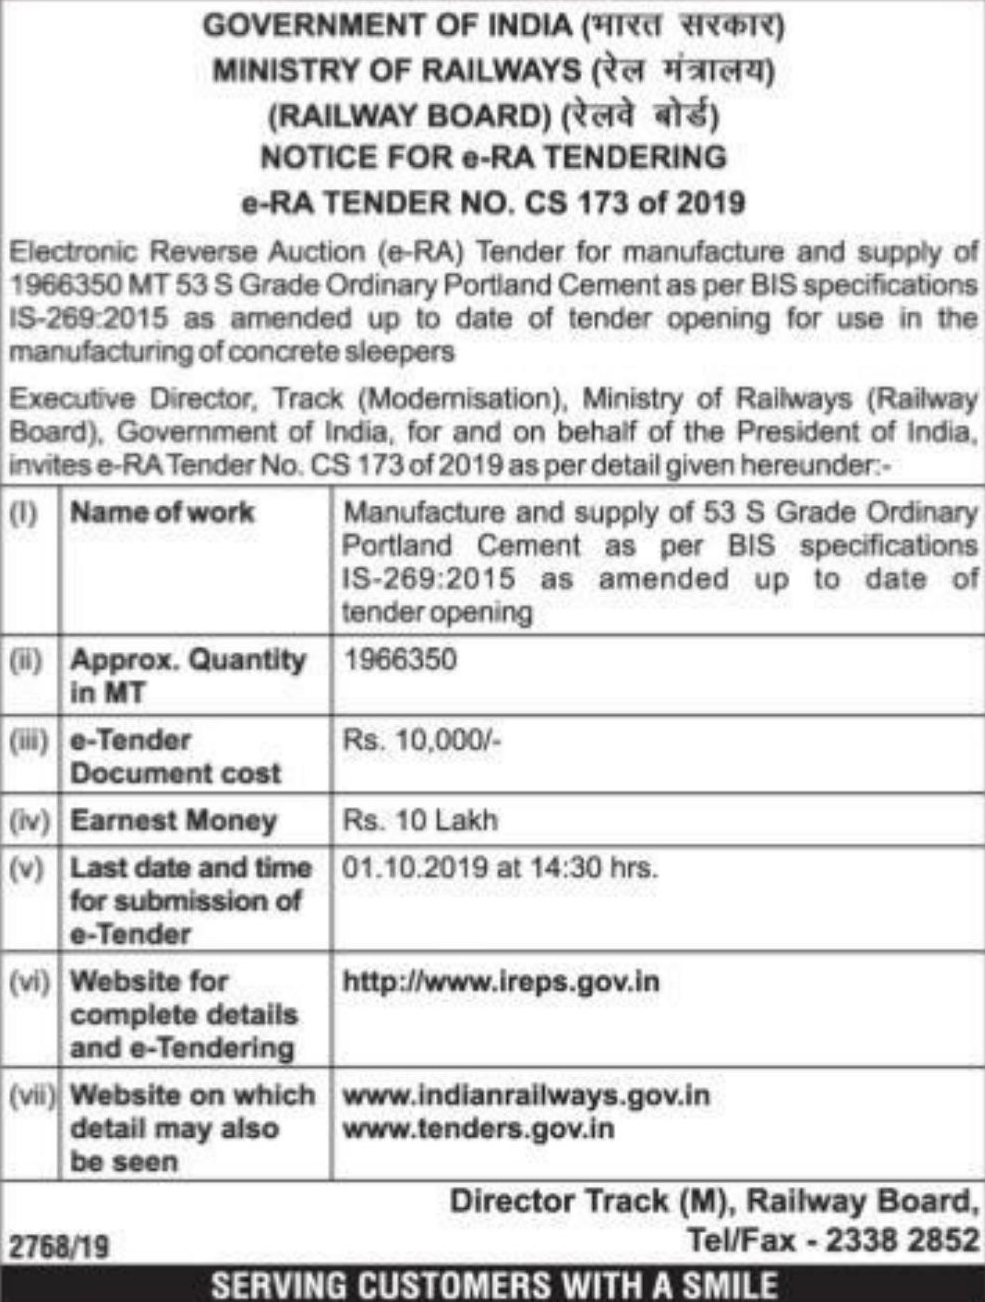 GOVERNMENT OF INDIA (भारत सरकार)
MINISTRY OF RAILWAYS (रेल मंत्रालय)
(RAILWAY BOARD) (रेलवे बोर्ड)
NOTICE FOR e-RA TENDERING
e-RA TENDER NO. CS 173 of 2019
Electronic Reverse Auction (e-RA) Tender for manufacture and supply of
1966350 MT 53 S Grade Ordinary Portland Cement as per BIS specifications
IS-269:2015 as amended up to date of tender opening for use in the
manufacturing of concrete sleepers
Executive Director, Track (Modernisation), Ministry of Railways (Railway
Board), Government of India, for and on behalf of the President of India,
invites e-RA Tender No. CS 173 of 2019 as per detail given hereunder:-
(I) Name of work Manufacture and supply of 53 S Grade Ordinary
Portland Cement as per BIS specifications
IS-269:2015 as amended up to date of
tender opening
(ii) Approx. Quantity 1966350
in MT
(iii) e-Tender Rs. 10,000/-
Document cost
(iv) Earnest Money Rs. 10 Lakh
(v) Last date and time 01.10.2019 at 14:30 hrs.
for submission of
e-Tender
(vi) Website for http://www.ireps.gov.in
complete details
and e-Tendering
(vii) Website on which www.indianrailways.gov.in
detail may also www.tenders.gov.in
be seen
Director Track (M), Railway Board,
2768/19 Tel/Fax - 2338 2852
SERVING CUSTOMERS WITH A SMILE